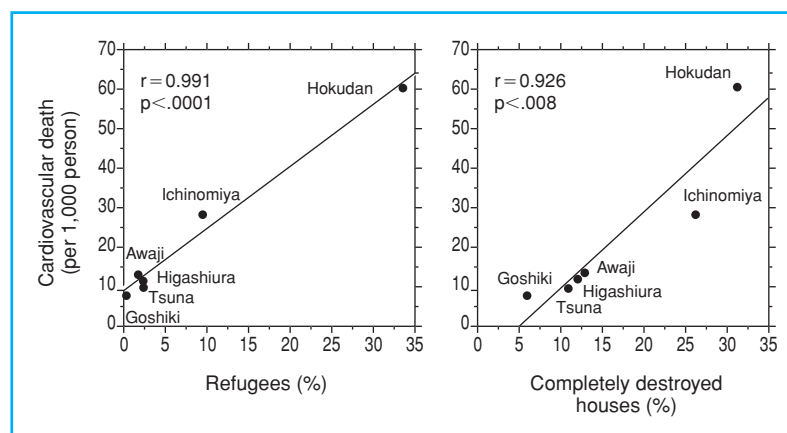 Cardiovascular death
(per 1,000 person)
70
60
50
40
30
20
10
0
r=0.991
p<.0001
Hokudan
Ichinomiya
Awaji
Higashiura
Tsuna
Goshiki
0 5 10 15 20 25 30 35
Refugees (%)
70
60
50
40
30
20
10
0
r=0.926
p<.008
Hokudan
Ichinomiya
Goshiki
Awaji
Higashiura
Tsuna
0 5 10 15 20 25 30 35
Completely destroyed
houses (%)